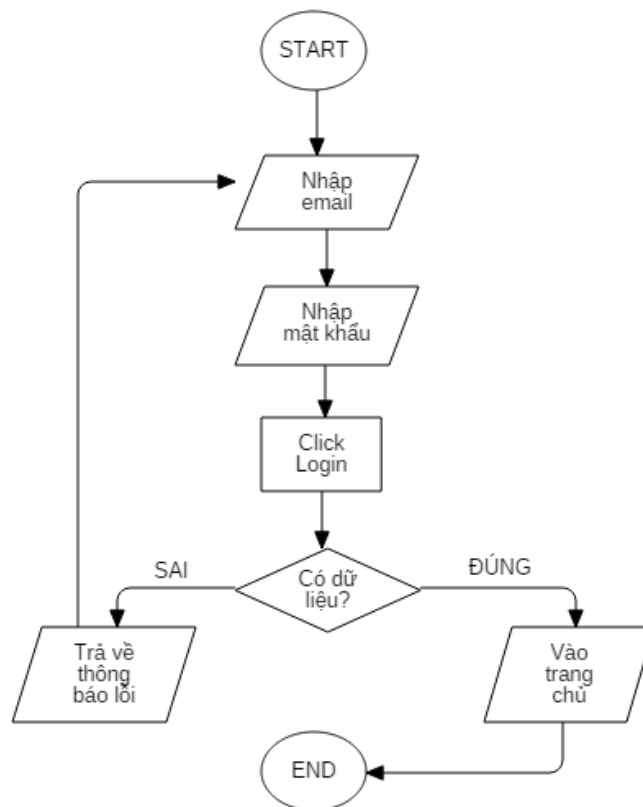 START
Nhập
email
Nhập
mật khẩu
Click
Login
Có dữ
liệu?
SAI
ĐÚNG
Trả về
thông
báo lỗi
Vào
trang
chủ
END